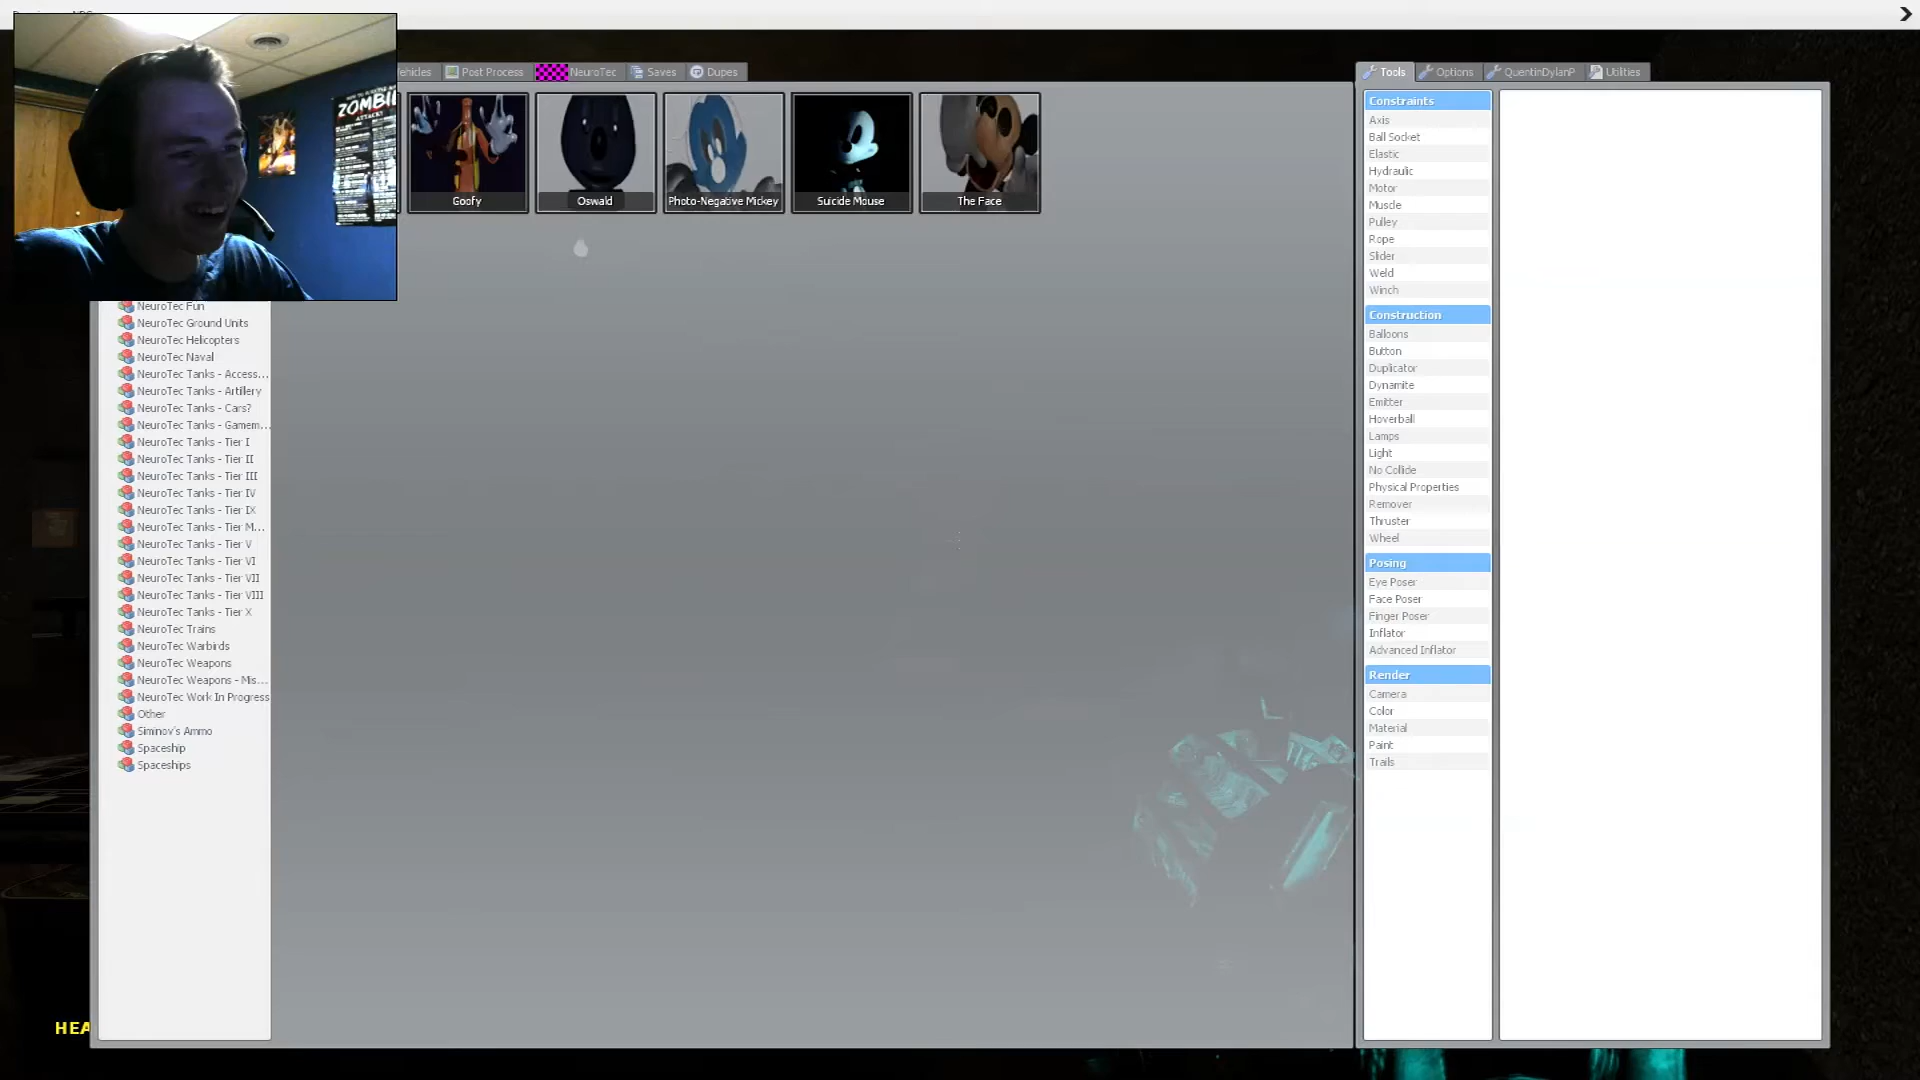 ZOMBIE
ATTACK!
Vehicles
Post Process
NeuroTec
Saves
Dupes
Goofy
Oswald
Photo-Negative Mickey
Suicide Mouse
The Face
NeuroTec Fun
NeuroTec Ground Units
NeuroTec Helicopters
NeuroTec Naval
NeuroTec Tanks - Access...
NeuroTec Tanks - Artillery
NeuroTec Tanks - Cars?
NeuroTec Tanks - Gamem...
NeuroTec Tanks - Tier I
NeuroTec Tanks - Tier II
NeuroTec Tanks - Tier III
NeuroTec Tanks - Tier IV
NeuroTec Tanks - Tier IX
NeuroTec Tanks - Tier M...
NeuroTec Tanks - Tier V
NeuroTec Tanks - Tier VI
NeuroTec Tanks - Tier VII
NeuroTec Tanks - Tier VIII
NeuroTec Tanks - Tier X
NeuroTec Trains
NeuroTec Warbirds
NeuroTec Weapons
NeuroTec Weapons - Mis...
NeuroTec Work In Progress
Other
Siminov's Ammo
Spaceship
Spaceships
HEA
Tools
Options
QuentinDylanP
Utilities
Constraints
Axis
Ball Socket
Elastic
Hydraulic
Motor
Muscle
Pulley
Rope
Slider
Weld
Winch
Construction
Balloons
Button
Duplicator
Dynamite
Emitter
Hoverball
Lamps
Light
No Collide
Physical Properties
Remover
Thruster
Wheel
Posing
Eye Poser
Face Poser
Finger Poser
Inflator
Advanced Inflator
Render
Camera
Color
Material
Paint
Trails